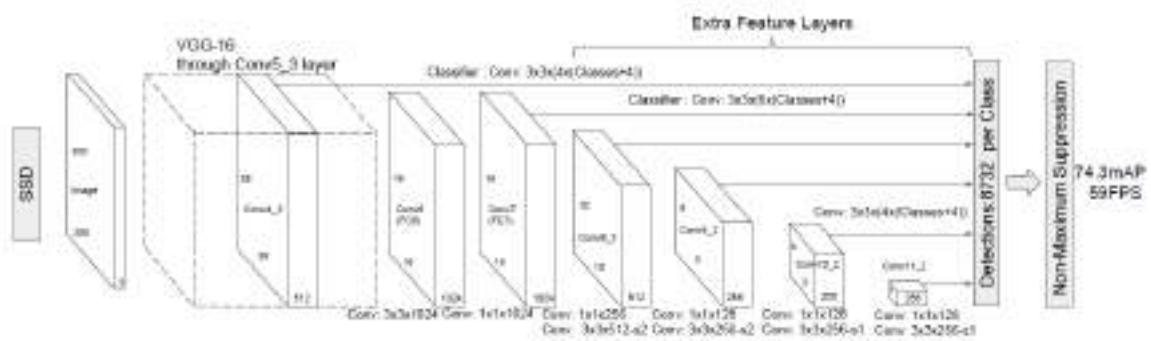 Extra Feature Layers
VGG-16
through Conv5_3 layer
Classifier : Conv: 3x3x(4x(Classes+4))
Classifier : Conv: 3x3x(6x(Classes+4))
SSD
300
Image
300
3
38
Conv4_3
38
512
19
Conv6
(FC6)
19
1024
19
Conv7
(FC7)
19
1024
10
Conv8_2
10
512
5
Conv9_2
5
256
3
Conv10_2
3
256
Conv11_2
256
Conv: 3x3x(4x(Classes+4))
Detections:8732 per Class
Non-Maximum Suppression
74.3mAP
59FPS
Conv: 3x3x1024
Conv: 1x1x1024
Conv: 1x1x256
Conv: 3x3x512-s2
Conv: 1x1x128
Conv: 3x3x256-s2
Conv: 1x1x128
Conv: 3x3x256-s1
Conv: 1x1x128
Conv: 3x3x256-s1